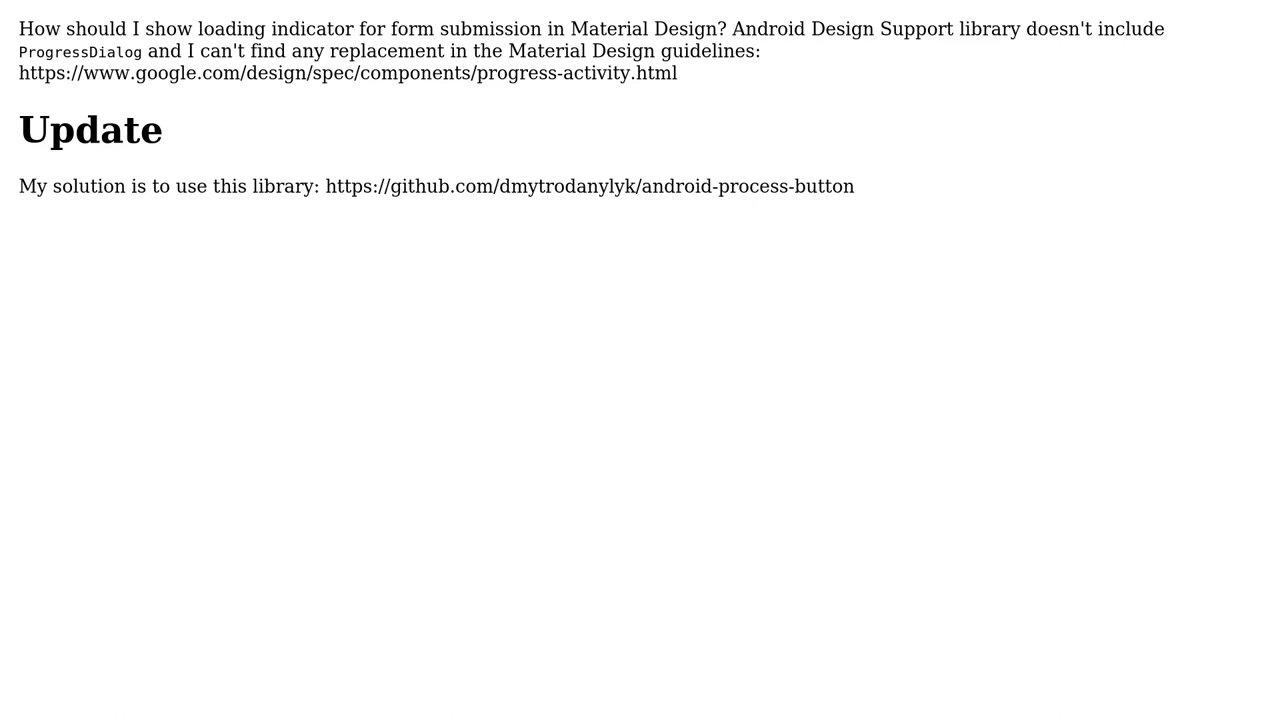 How should I show loading indicator for form submission in Material Design? Android Design Support library doesn't include
ProgressDialog and I can't find any replacement in the Material Design guidelines:
https://www.google.com/design/spec/components/progress-activity.html
Update
My solution is to use this library: https://github.com/dmytrodanylyk/android-process-button